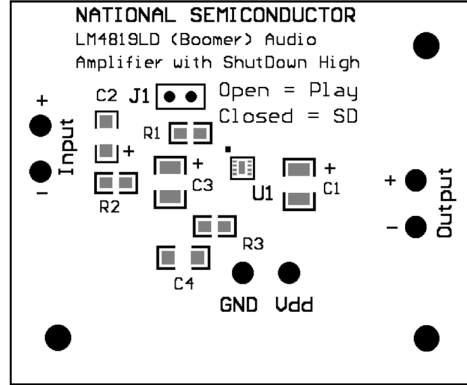 NATIONAL SEMICONDUCTOR
LM4819LD (Boomer) Audio
Amplifier with ShutDown High
J1 Open = Play
Closed = SD
+ C2
R1
Input
+ + +
- R2 C3 U1 C1 + Output
-
R3
C4
GND Vdd